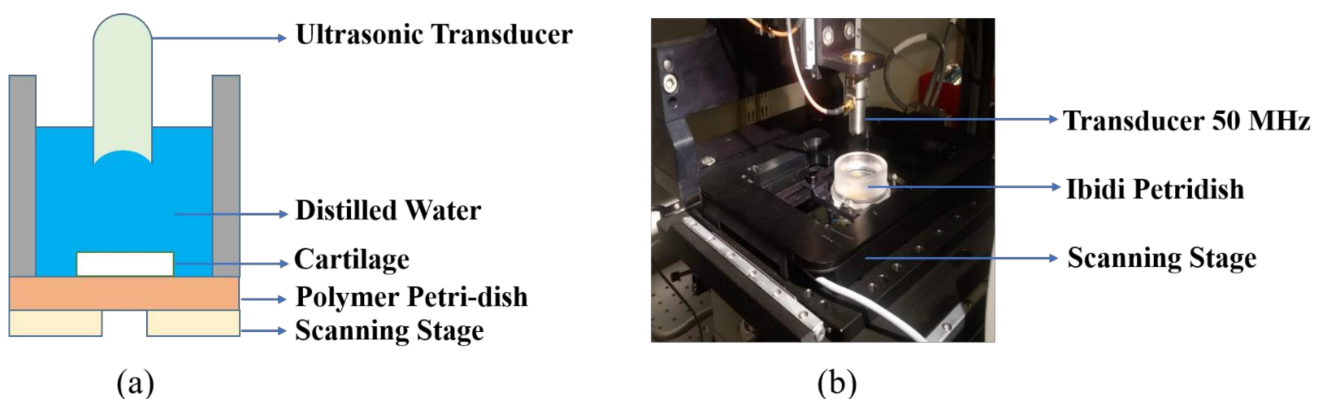 Ultrasonic Transducer
Distilled Water
Cartilage
Polymer Petri-dish
Scanning Stage
(a)
Transducer 50 MHz
Ibidi Petridish
Scanning Stage
(b)